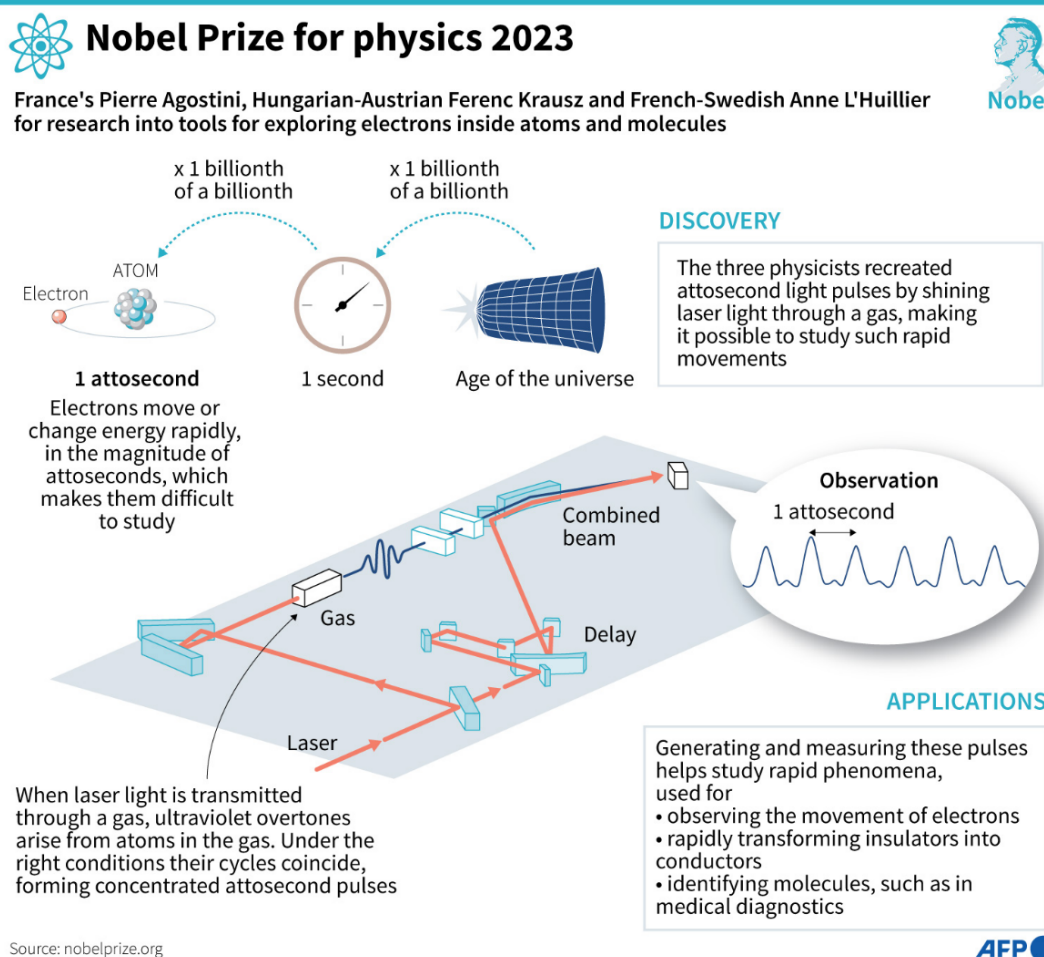 Nobel Prize for physics 2023
Nobe
France's Pierre Agostini, Hungarian-Austrian Ferenc Krausz and French-Swedish Anne L'Huillier
for research into tools for exploring electrons inside atoms and molecules
x 1 billionth
of a billionth
x 1 billionth
of a billionth
ATOM
Electron
1 attosecond
Electrons move or
change energy rapidly,
in the magnitude of
attoseconds, which
makes them difficult
to study
1 second
Age of the universe
DISCOVERY
The three physicists recreated
attosecond light pulses by shining
laser light through a gas, making
it possible to study such rapid
movements
Observation
1 attosecond
Combined
beam
Gas
Delay
Laser
When laser light is transmitted
through a gas, ultraviolet overtones
arise from atoms in the gas. Under the
right conditions their cycles coincide,
forming concentrated attosecond pulses
APPLICATIONS
Generating and measuring these pulses
helps study rapid phenomena,
used for
• observing the movement of electrons
• rapidly transforming insulators into
conductors
• identifying molecules, such as in
medical diagnostics
Source: nobelprize.org
AFP